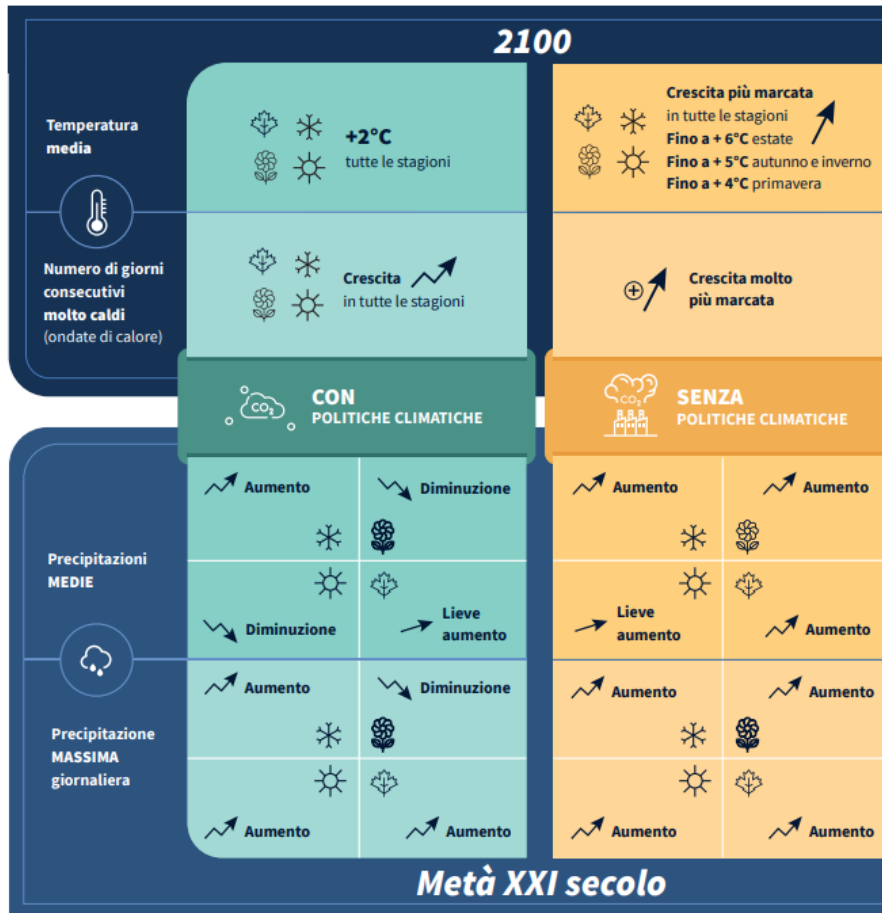 2100
Temperatura
media
+2°C
tutte le stagioni
Crescita più marcata
in tutte le stagioni
Fino a + 6°C estate
Fino a + 5°C autunno e inverno
Fino a + 4°C primavera
Numero di giorni
consecutivi
molto caldi
(ondate di calore)
Crescita
in tutte le stagioni
Crescita molto
più marcata
CO₂
CON
POLITICHE CLIMATICHE
CO₂
SENZA
POLITICHE CLIMATICHE
Precipitazioni
MEDIE
Aumento
Diminuzione
Diminuzione
Lieve
aumento
Aumento
Aumento
Lieve
aumento
Aumento
Precipitazione
MASSIMA
giornaliera
Aumento
Diminuzione
Aumento
Aumento
Aumento
Aumento
Aumento
Aumento
Metà XXI secolo